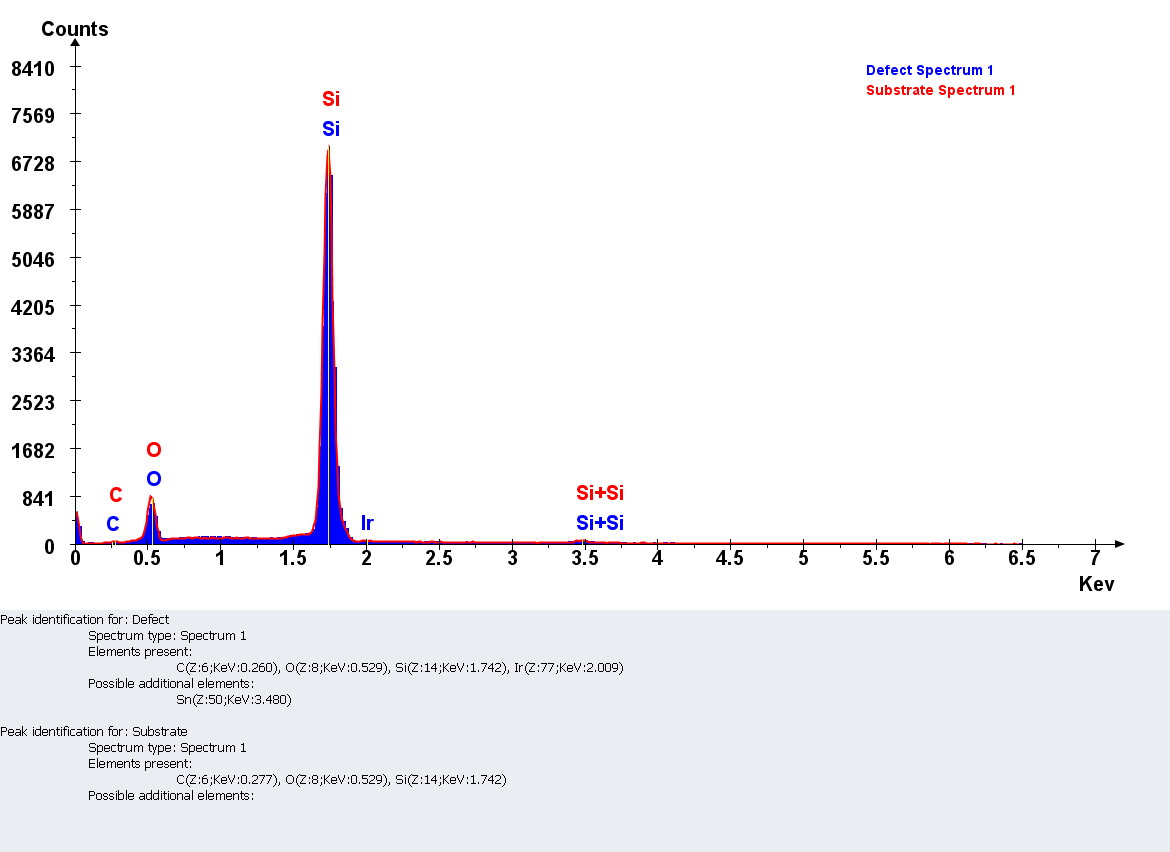 Counts
8410
7569
6728
5887
5046
4205
3364
2523
1682
841
0
Defect Spectrum 1
Substrate Spectrum 1
Si
Si
O
O
C
C
Ir
Si+Si
Si+Si
0 0.5 1 1.5 2 2.5 3 3.5 4 4.5 5 5.5 6 6.5 7
Kev
Peak identification for: Defect
Spectrum type: Spectrum 1
Elements present:
C(Z:6;KeV:0.260), O(Z:8;KeV:0.529), Si(Z:14;KeV:1.742), Ir(Z:77;KeV:2.009)
Possible additional elements:
Sn(Z:50;KeV:3.480)
Peak identification for: Substrate
Spectrum type: Spectrum 1
Elements present:
C(Z:6;KeV:0.277), O(Z:8;KeV:0.529), Si(Z:14;KeV:1.742)
Possible additional elements: